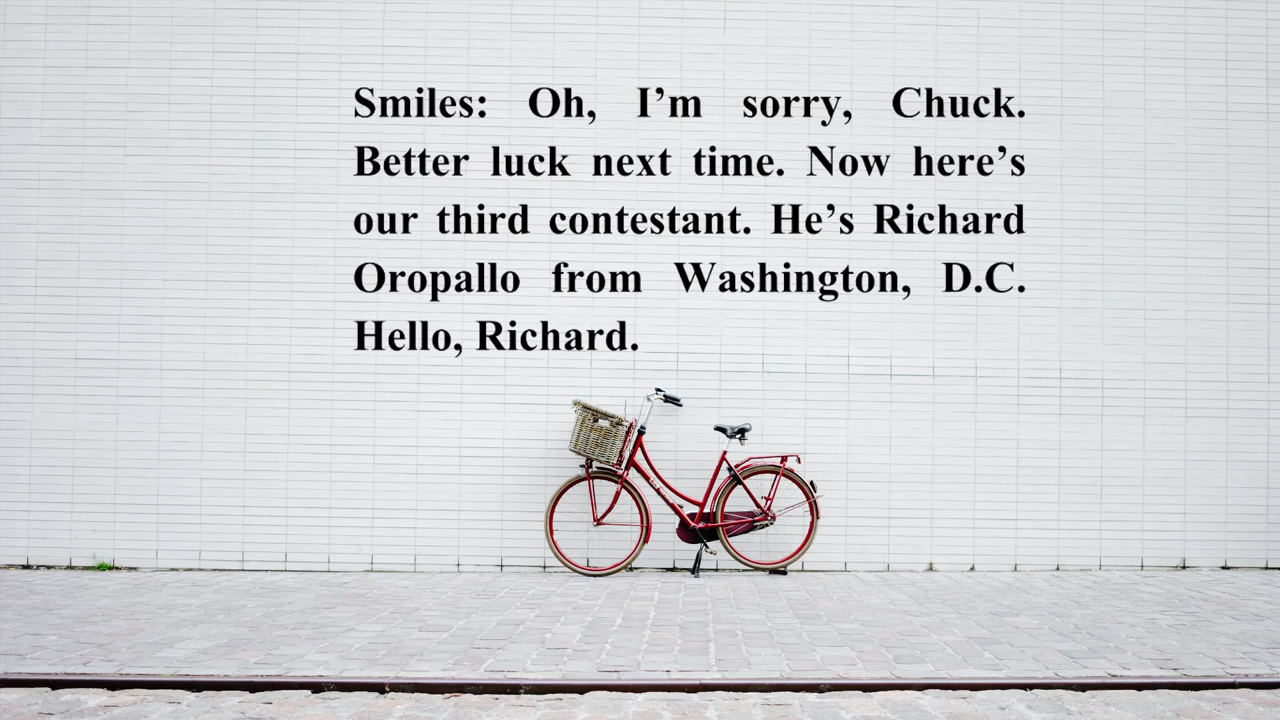 Smiles: Oh, I’m sorry, Chuck.
Better luck next time. Now here’s
our third contestant. He’s Richard
Oropallo from Washington, D.C.
Hello, Richard.